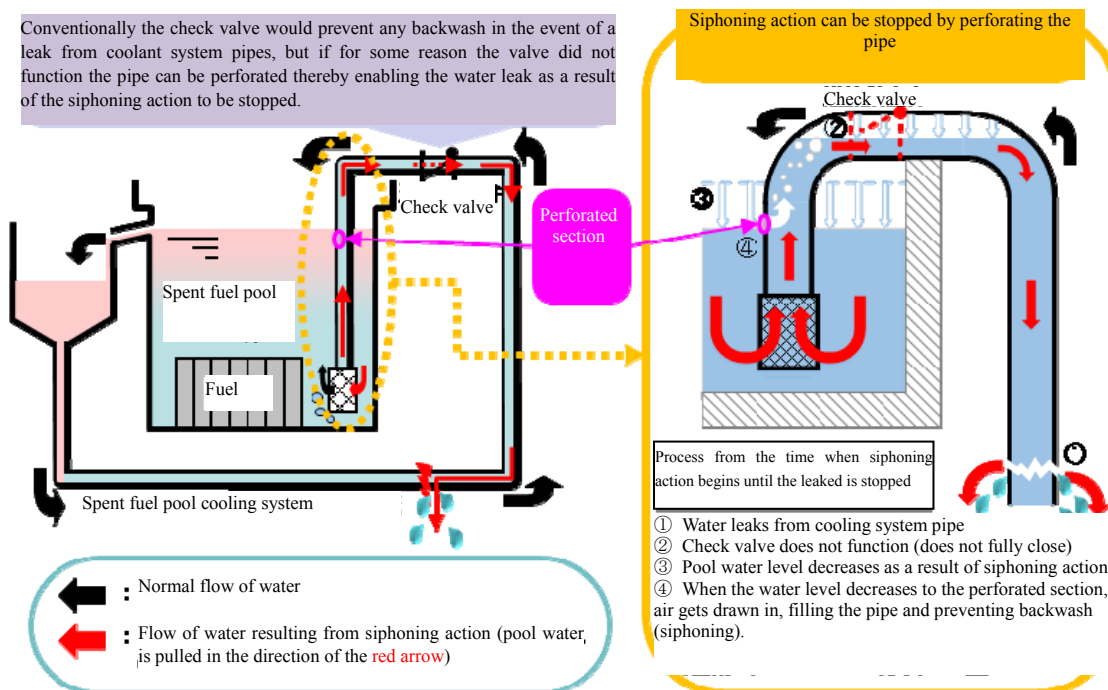 Conventionally the check valve would prevent any backwash in the event of a
leak from coolant system pipes, but if for some reason the valve did not
function the pipe can be perforated thereby enabling the water leak as a result
of the siphoning action to be stopped.
Siphoning action can be stopped by perforating the
pipe
Check valve
②
③
④
Check valve
Perforated
section
Spent fuel pool
Fuel
Spent fuel pool cooling system
Process from the time when siphoning
action begins until the leaked is stopped
① Water leaks from cooling system pipe
② Check valve does not function (does not fully close)
③ Pool water level decreases as a result of siphoning action
④ When the water level decreases to the perforated section,
air gets drawn in, filling the pipe and preventing backwash
(siphoning).
: Normal flow of water
: Flow of water resulting from siphoning action (pool water
is pulled in the direction of the red arrow)